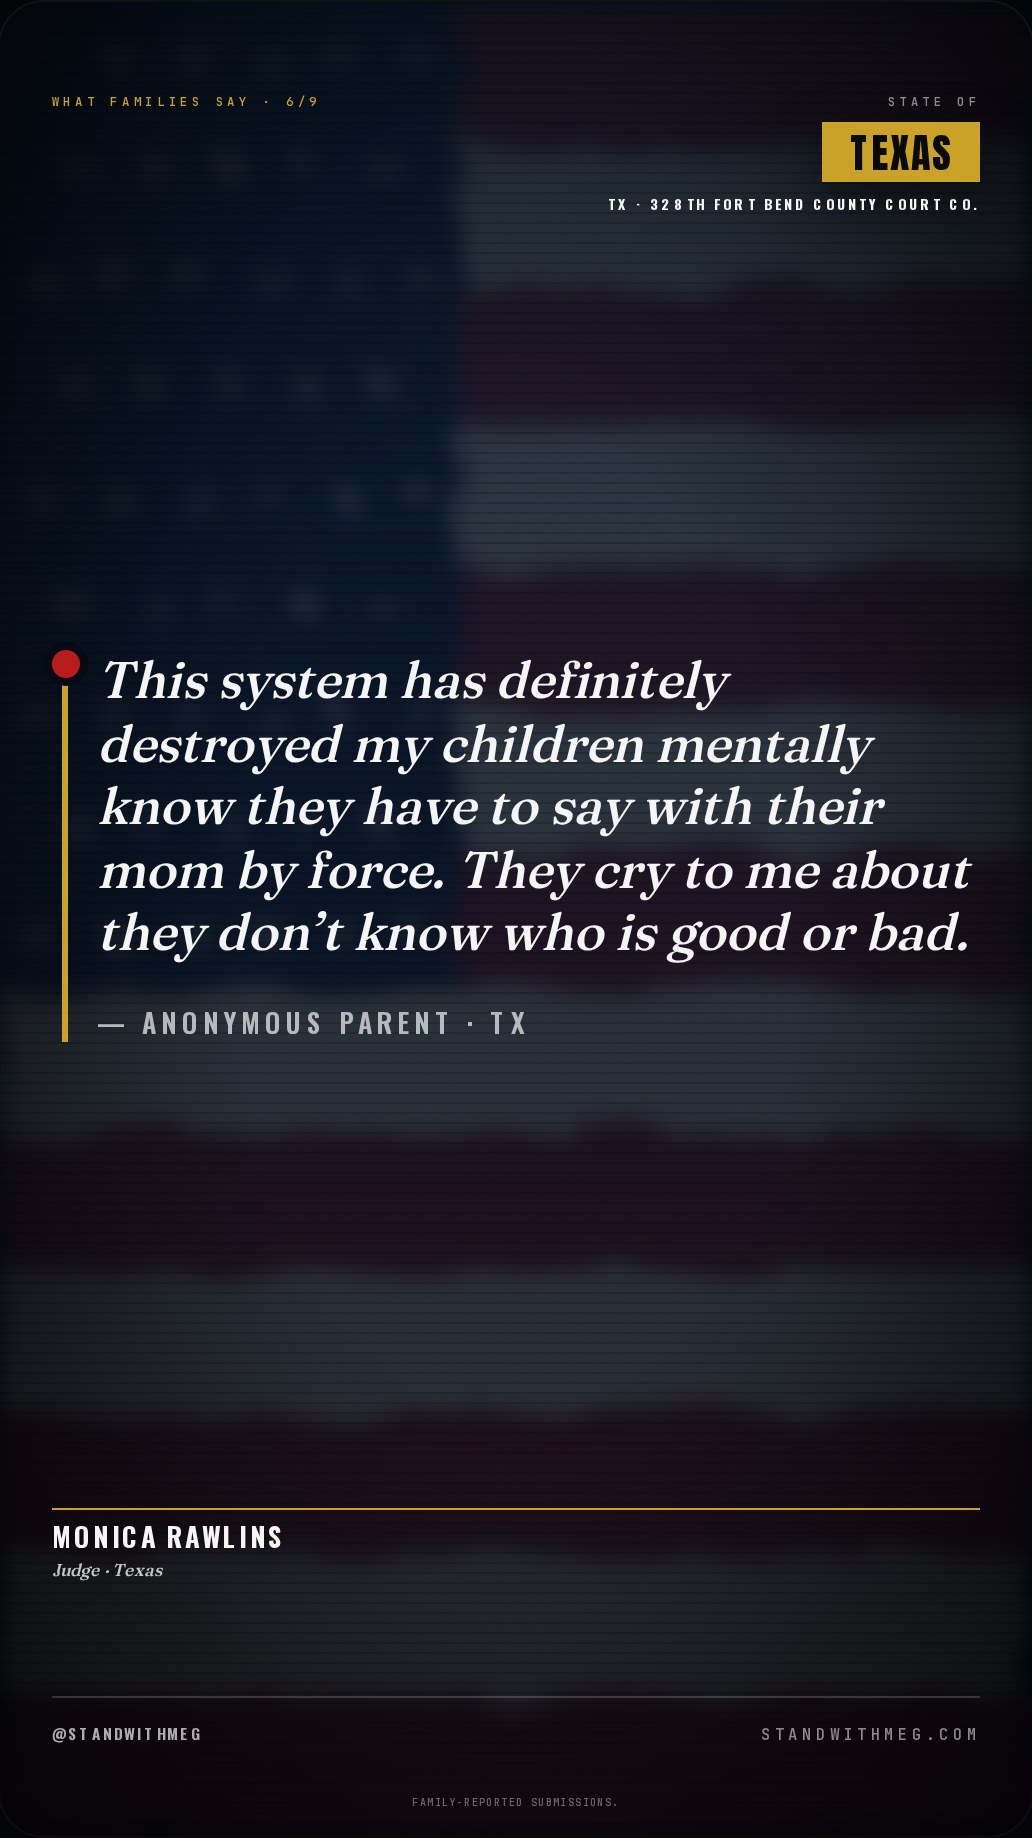 WHAT FAMILIES SAY · 6/9
STATE OF
TEXAS
TX · 328TH FORT BEND COUNTY COURT CO.
This system has definitely
destroyed my children mentally
know they have to say with their
mom by force. They cry to me about
they don’t know who is good or bad.
— ANONYMOUS PARENT · TX
MONICA RAWLINS
Judge · Texas
@STANDWITHMEG
STANDWITHMEG.COM
FAMILY-REPORTED SUBMISSIONS.